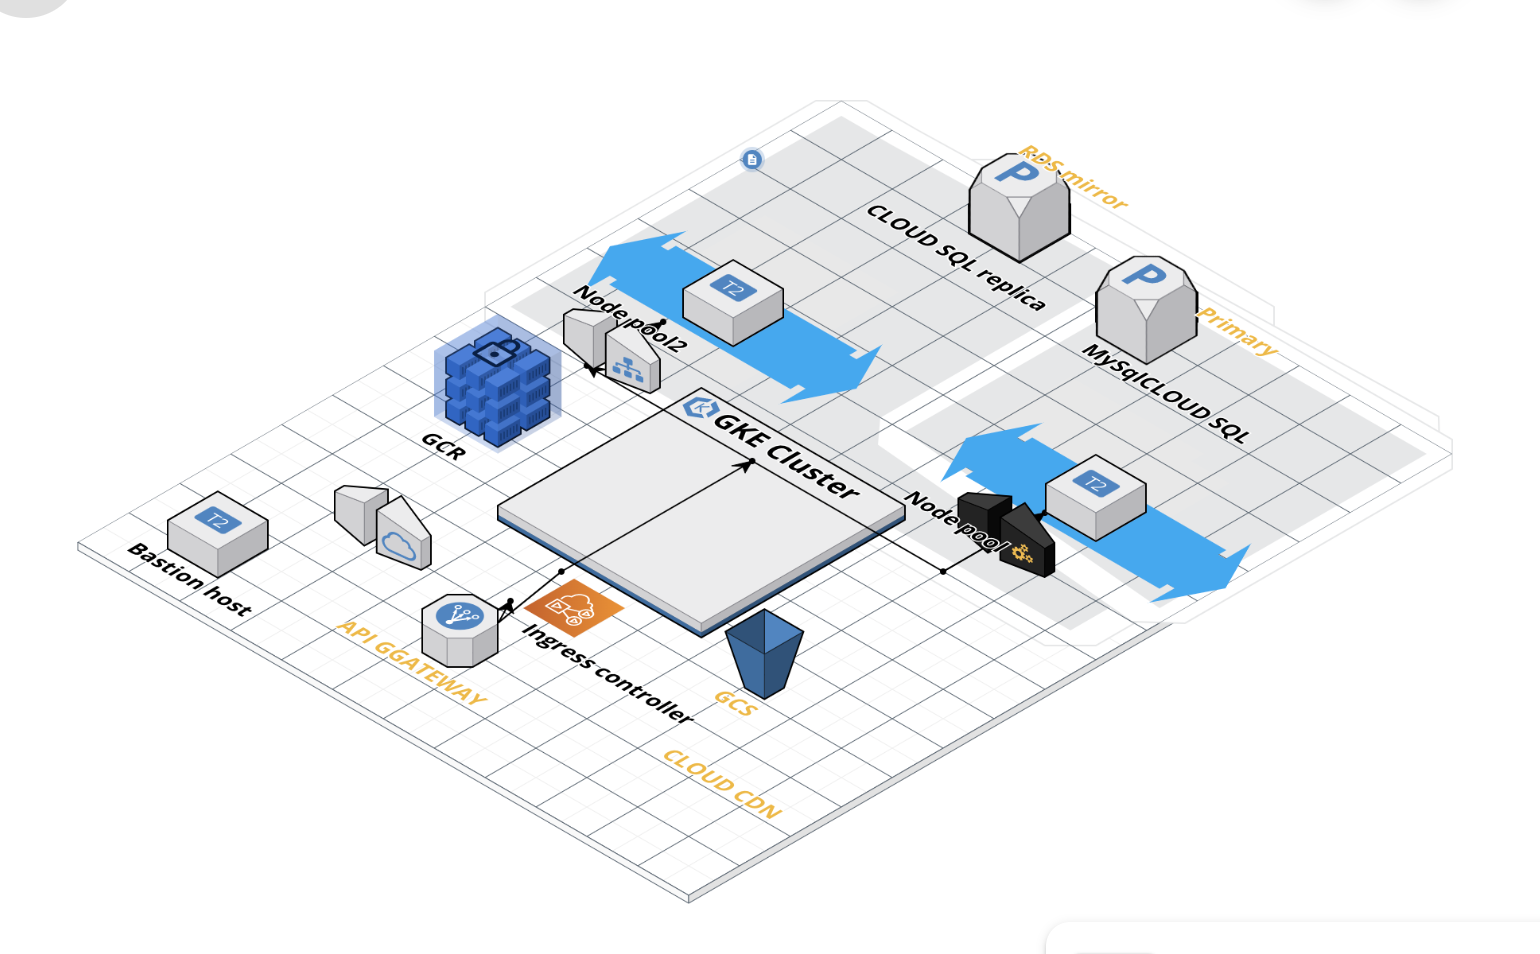 RDS mirror
P
CLOUD SQL replica
P
Primary
MySqlCLOUD SQL
T2
Node pool2
K
GKE Cluster
GCR
T2
Node pool
T2
Bastion host
API GGATEWAY
Ingress controller
GCS
CLOUD CDN